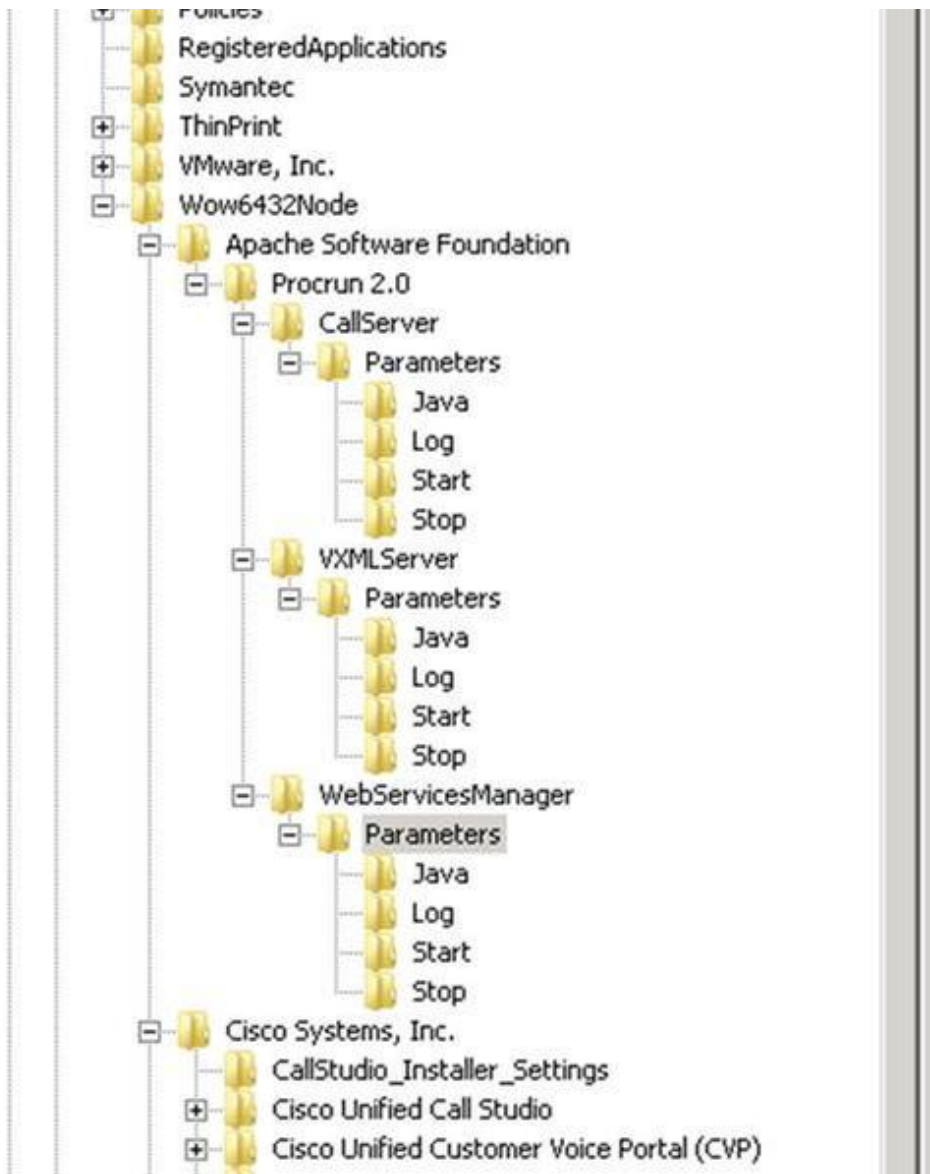 Policies
RegisteredApplications
Symantec
ThinPrint
VMware, Inc.
Wow6432Node
Apache Software Foundation
Procrun 2.0
CallServer
Parameters
Java
Log
Start
Stop
VXMLServer
Parameters
Java
Log
Start
Stop
WebServicesManager
Parameters
Java
Log
Start
Stop
Cisco Systems, Inc.
CallStudio_Installer_Settings
Cisco Unified Call Studio
Cisco Unified Customer Voice Portal (CVP)